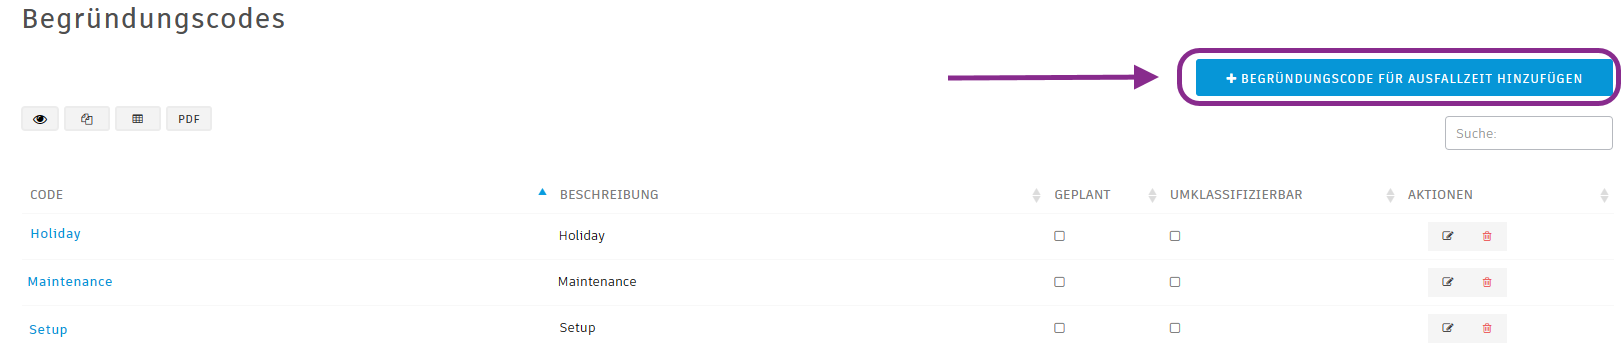 Begründungscodes
+ BEGRÜNDUNGSCODE FÜR AUSFALLZEIT HINZUFÜGEN
PDF
Suche:
CODE BESCHREIBUNG GEPLANT UMKLASSIFIZIERBAR AKTIONEN
Holiday Holiday
Maintenance Maintenance
Setup Setup